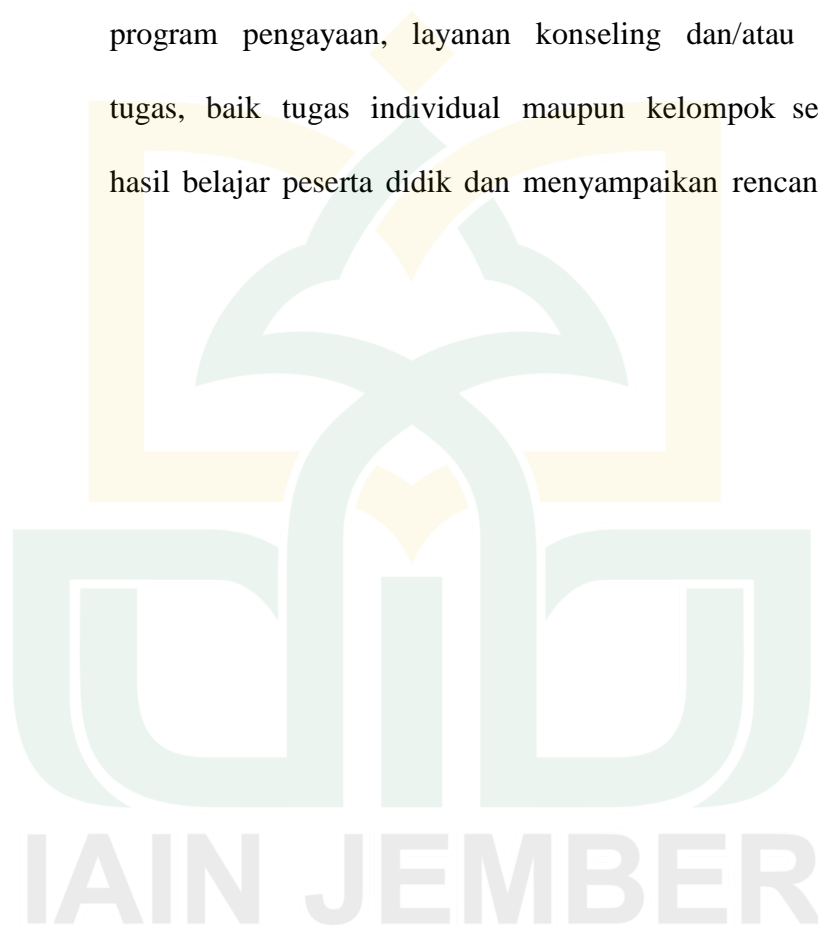 program pengayaan, layanan konseling dan/atau
tugas, baik tugas individual maupun kelompok se
hasil belajar peserta didik dan menyampaikan rencan
IAIN JEMBER